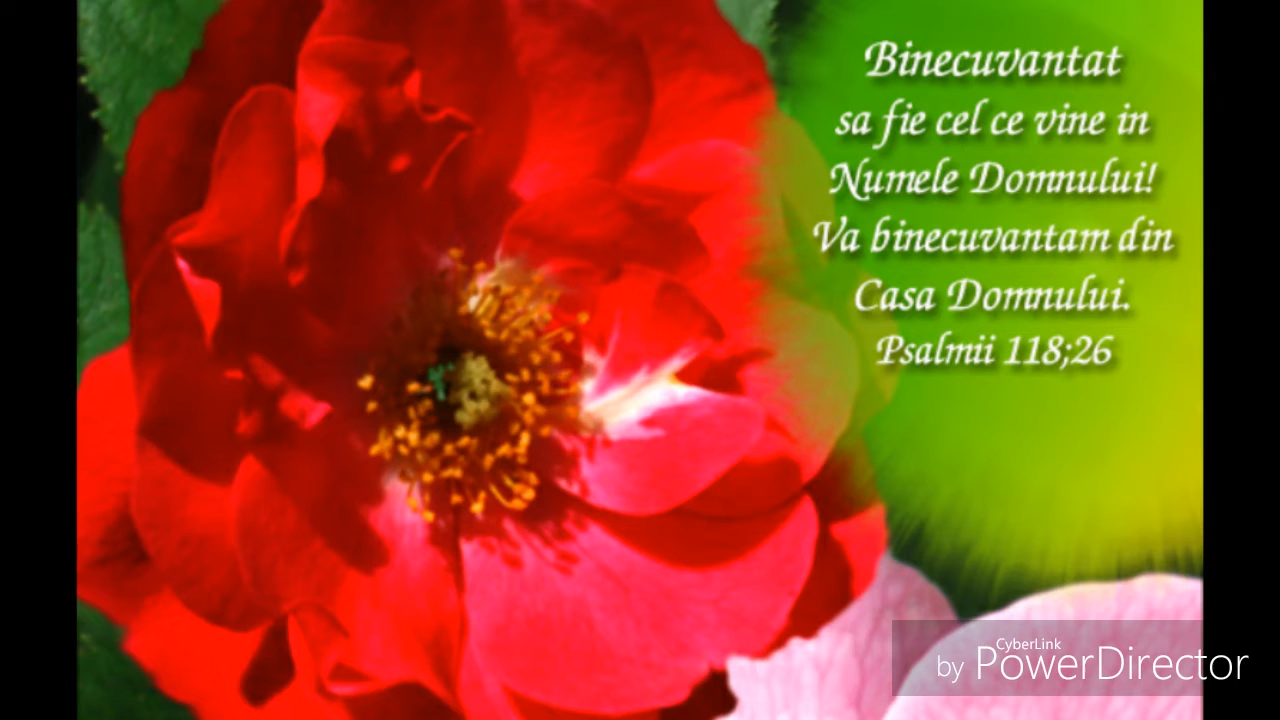 Binecuvantat
sa fie cel ce vine in
Numele Domnului!
Va binecuvantam din
Casa Domnului.
Psalmii 118;26
CyberLink
by PowerDirector